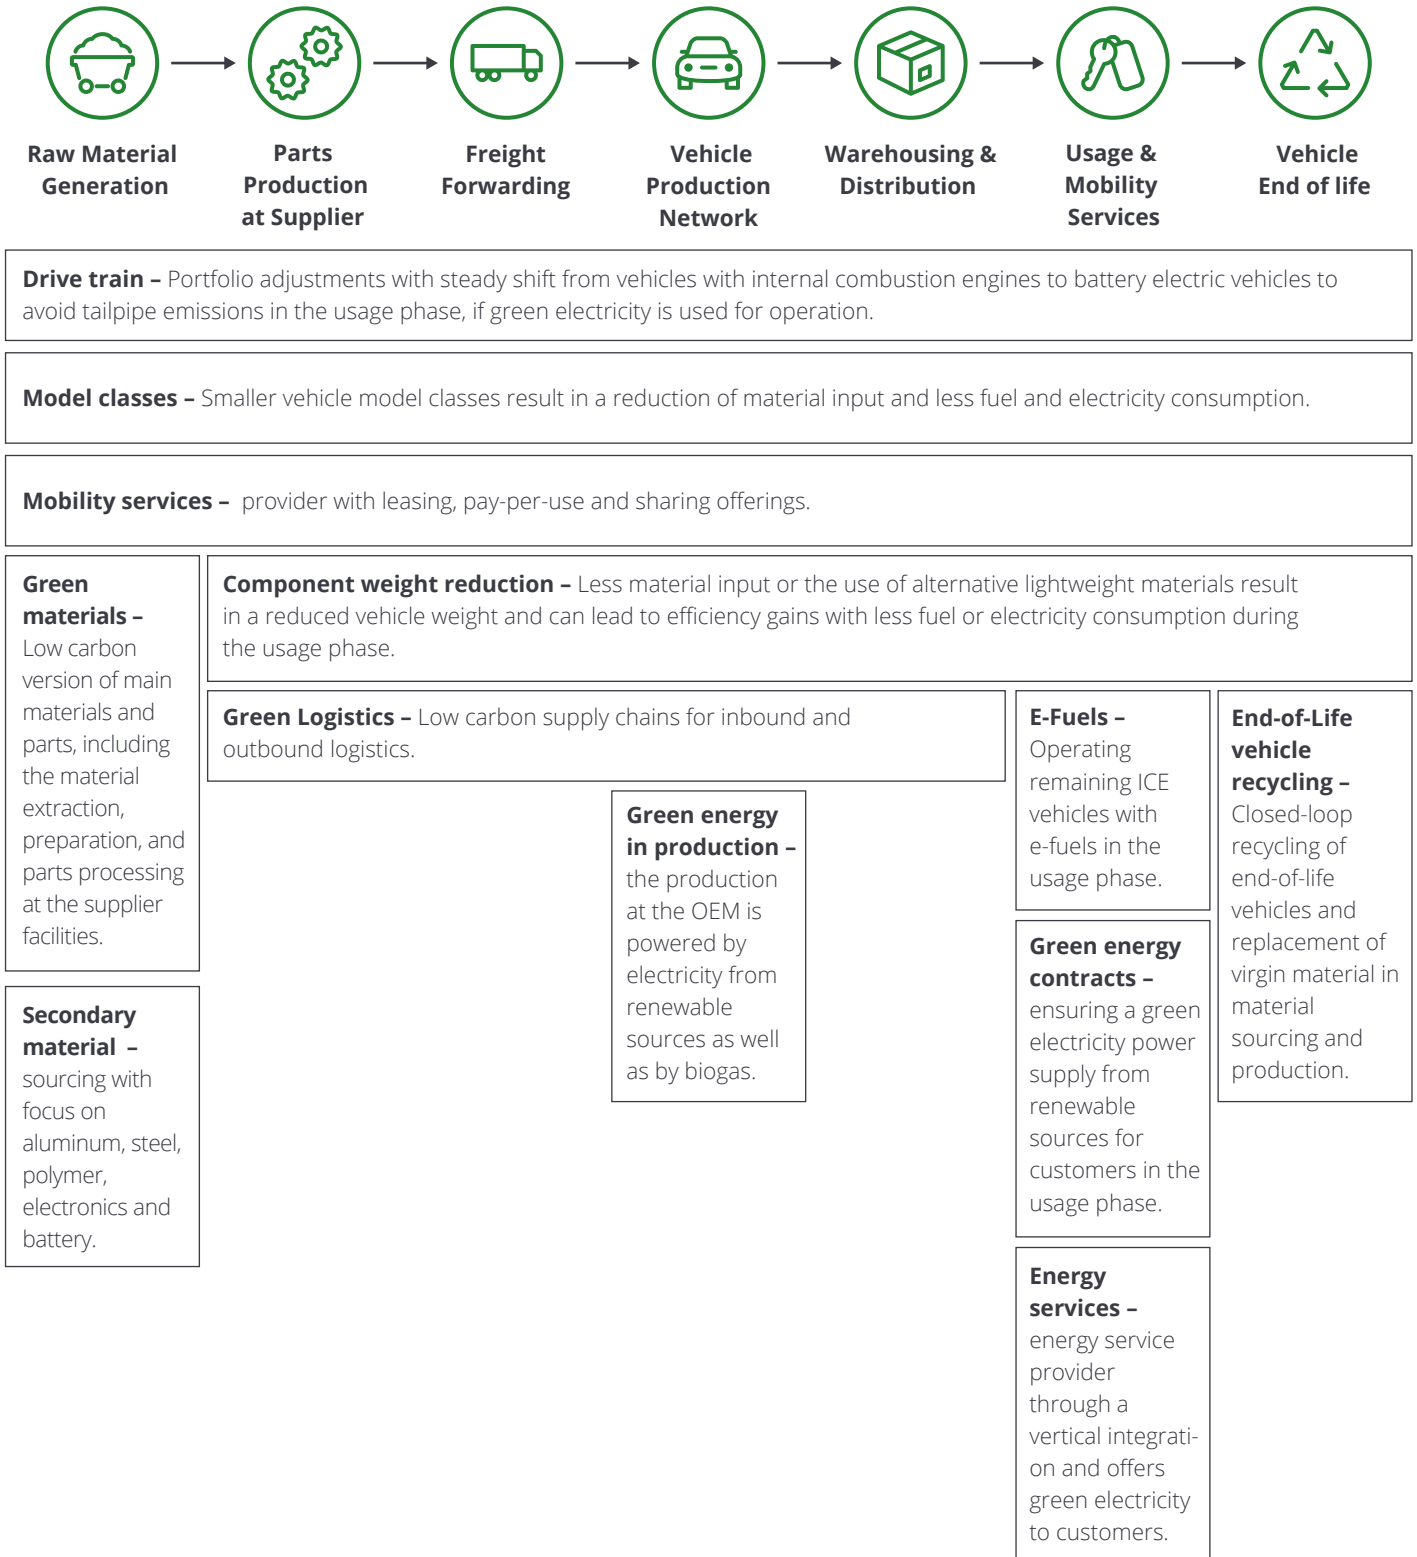 Raw Material
Generation
Parts
Production
at Supplier
Freight
Forwarding
Vehicle
Production
Network
Warehousing &
Distribution
Usage &
Mobility
Services
Vehicle
End of life
Drive train – Portfolio adjustments with steady shift from vehicles with internal combustion engines to battery electric vehicles to
avoid tailpipe emissions in the usage phase, if green electricity is used for operation.
Model classes – Smaller vehicle model classes result in a reduction of material input and less fuel and electricity consumption.
Mobility services – provider with leasing, pay-per-use and sharing offerings.
Green
materials –
Low carbon
version of main
materials and
parts, including
the material
extraction,
preparation, and
parts processing
at the supplier
facilities.
Component weight reduction – Less material input or the use of alternative lightweight materials result
in a reduced vehicle weight and can lead to efficiency gains with less fuel or electricity consumption during
the usage phase.
Green Logistics – Low carbon supply chains for inbound and
outbound logistics.
Green energy
in production –
the production
at the OEM is
powered by
electricity from
renewable
sources as well
as by biogas.
E-Fuels –
Operating
remaining ICE
vehicles with
e-fuels in the
usage phase.
End-of-Life
vehicle
recycling –
Closed-loop
recycling of
end-of-life
vehicles and
replacement of
virgin material in
material
sourcing and
production.
Secondary
material –
sourcing with
focus on
aluminum, steel,
polymer,
electronics and
battery.
Green energy
contracts –
ensuring a green
electricity power
supply from
renewable
sources for
customers in the
usage phase.
Energy
services –
energy service
provider
through a
vertical integrati-
on and offers
green electricity
to customers.